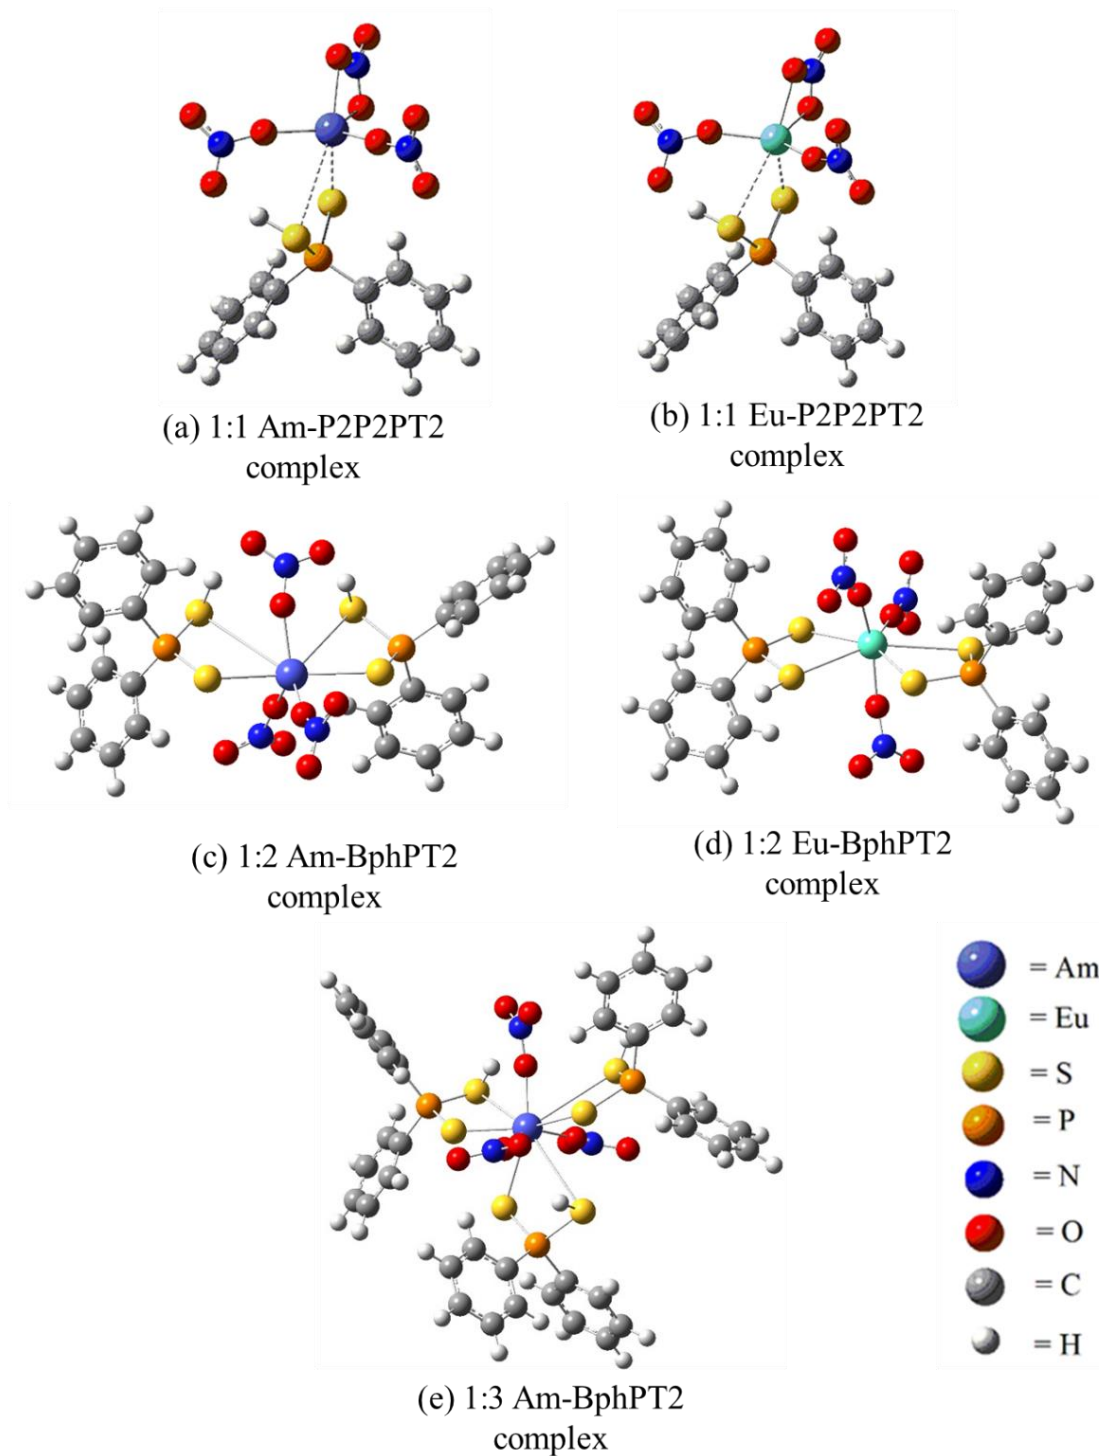 (a) 1:1 Am-P2P2PT2
complex
(b) 1:1 Eu-P2P2PT2
complex
(c) 1:2 Am-BphPT2
complex
(d) 1:2 Eu-BphPT2
complex
= Am
= Eu
= S
= P
= N
= O
= C
= H
(e) 1:3 Am-BphPT2
complex